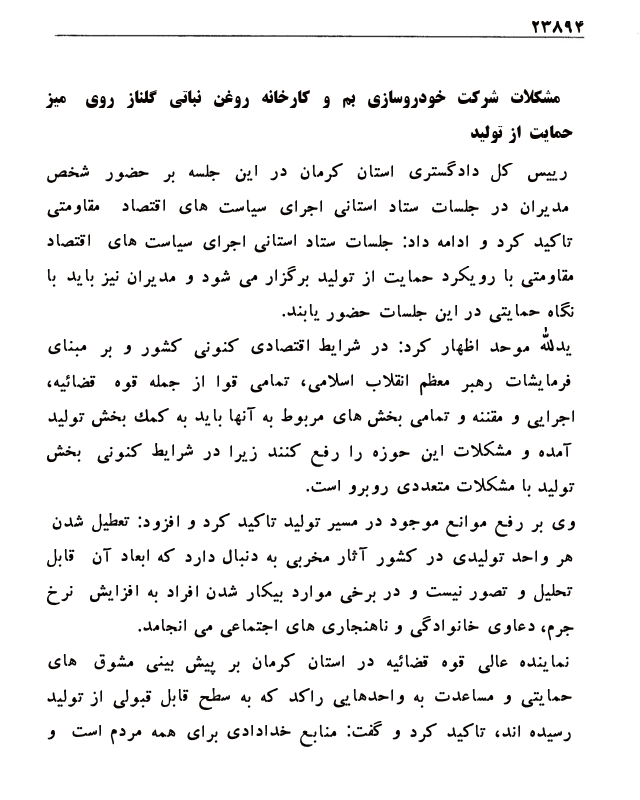 ۲۳۸۹۴
مشکلات شرکت خودروسازی بم و کارخانه روغن نباتی گلناز روی میز
حمایت از تولید
رییس کل دادگستری استان کرمان در این جلسه بر حضور شخص
مدیران در جلسات ستاد استانی اجرای سیاست های اقتصاد مقاومتی
تاکید کرد و ادامه داد: جلسات ستاد استانی اجرای سیاست های اقتصاد
مقاومتی با رویکرد حمایت از تولید برگزار می شود و مدیران نیز باید با
نگاه حمایتی در این جلسات حضور یابند.
یدالله موحد اظهار کرد: در شرایط اقتصادی کنونی کشور و بر مبنای
فرمایشات رهبر معظم انقلاب اسلامی، تمامی قوا از جمله قوه قضائیه،
اجرایی و مقننه و تمامی بخش های مربوط به آنها باید به کمک بخش تولید
آمده و مشکلات این حوزه را رفع کنند زیرا در شرایط کنونی بخش
تولید با مشکلات متعددی روبرو است.
وی بر رفع موانع موجود در مسیر تولید تاکید کرد و افزود: تعطیل شدن
هر واحد تولیدی در کشور آثار مخربی به دنبال دارد که ابعاد آن قابل
تحلیل و تصور نیست و در برخی موارد بیکار شدن افراد به افزایش نرخ
جرم، دعاوی خانوادگی و ناهنجاری های اجتماعی می انجامد.
نماینده عالی قوه قضائیه در استان کرمان بر پیش بینی مشوق های
حمایتی و مساعدت به واحدهایی راکد که به سطح قابل قبولی از تولید
رسیده اند، تاکید کرد و گفت: منابع خدادادی برای همه مردم است و